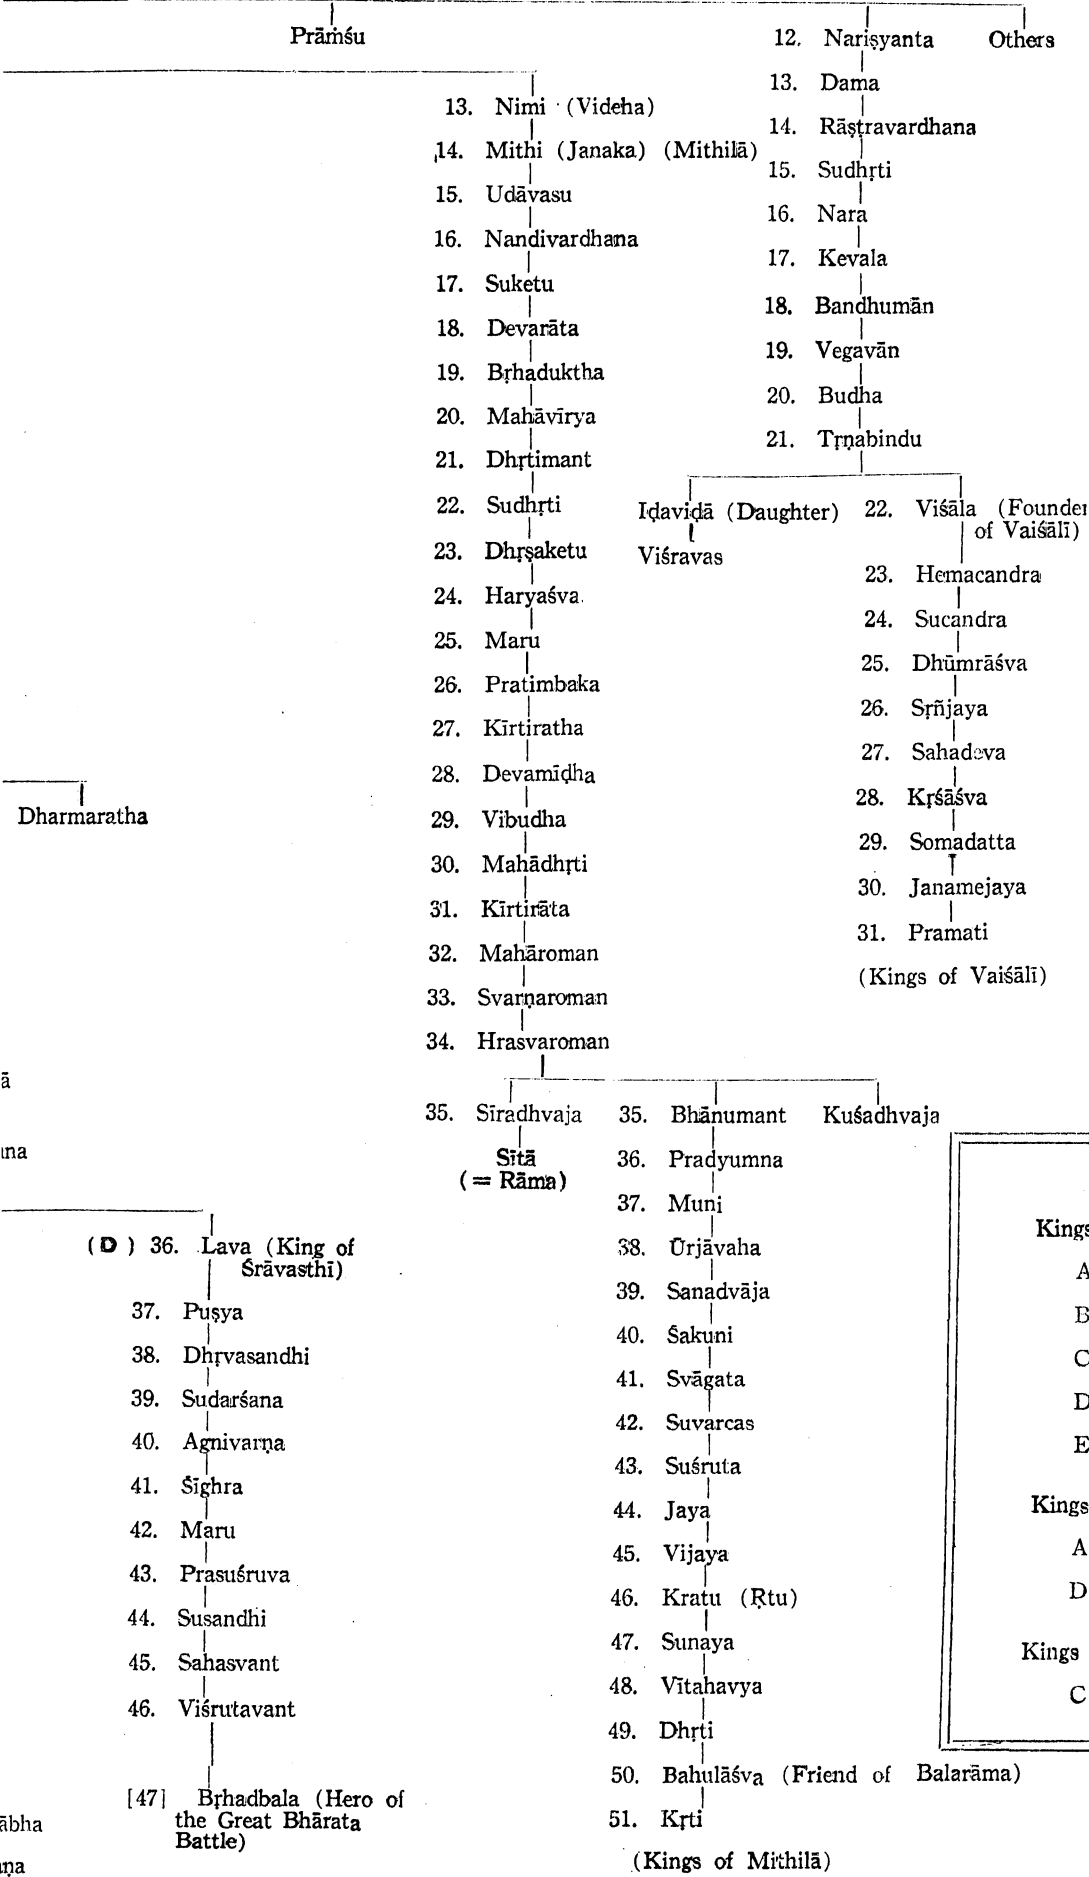 Prāṁśu
12. Nariṣyanta Others
13. Dama
14. Rāṣṭravardhana
15. Sudhṛti
16. Nara
17. Kevala
18. Bandhumān
19. Vegavān
20. Budha
21. Tṛṇabindu
Iḍaviḍā (Daughter)
Viśravas
22. Viśāla (Founder
of Vaiśālī)
23. Hemacandra
24. Sucandra
25. Dhūmrāśva
26. Sṛñjaya
27. Sahadeva
28. Kṛśāśva
29. Somadatta
30. Janamejaya
31. Pramati
(Kings of Vaiśālī)
13. Nimi (Videha)
14. Mithi (Janaka) (Mithilā)
15. Udāvasu
16. Nandivardhana
17. Suketu
18. Devarāta
19. Bṛhaduktha
20. Mahāvīrya
21. Dhṛtimant
22. Sudhṛti
23. Dhṛṣaketu
24. Haryaśva
25. Maru
26. Pratimbaka
27. Kīrtiratha
28. Devamīḍha
29. Vibudha
30. Mahādhṛti
31. Kīrtirāta
32. Mahāroman
33. Svarṇaroman
34. Hrasvaroman
35. Sīradhvaja
Sītā
(= Rāma)
35. Bhānumant Kuśadhvaja
36. Pradyumna
37. Muni
38. Ūrjāvaha
39. Sanadvāja
40. Śakuni
41. Svāgata
42. Suvarcas
43. Suśruta
44. Jaya
45. Vijaya
46. Kratu (Ṛtu)
47. Sunaya
48. Vītahavya
49. Dhṛti
50. Bahulāśva (Friend of Balarāma)
51. Kṛti
(Kings of Mithilā)
Dharmaratha
ā
na
(D) 36. Lava (King of
Śrāvasthī)
37. Puṣya
38. Dhṛvasandhi
39. Sudarśana
40. Agnivarṇa
41. Śīghra
42. Maru
43. Prasuśruva
44. Susandhi
45. Sahasvant
46. Viśrutavant
[47] Bṛhadbala (Hero of
the Great Bhārata
Battle)
ābha
ṇa
Kings
A
B
C
D
E
Kings
A
D
Kings
C